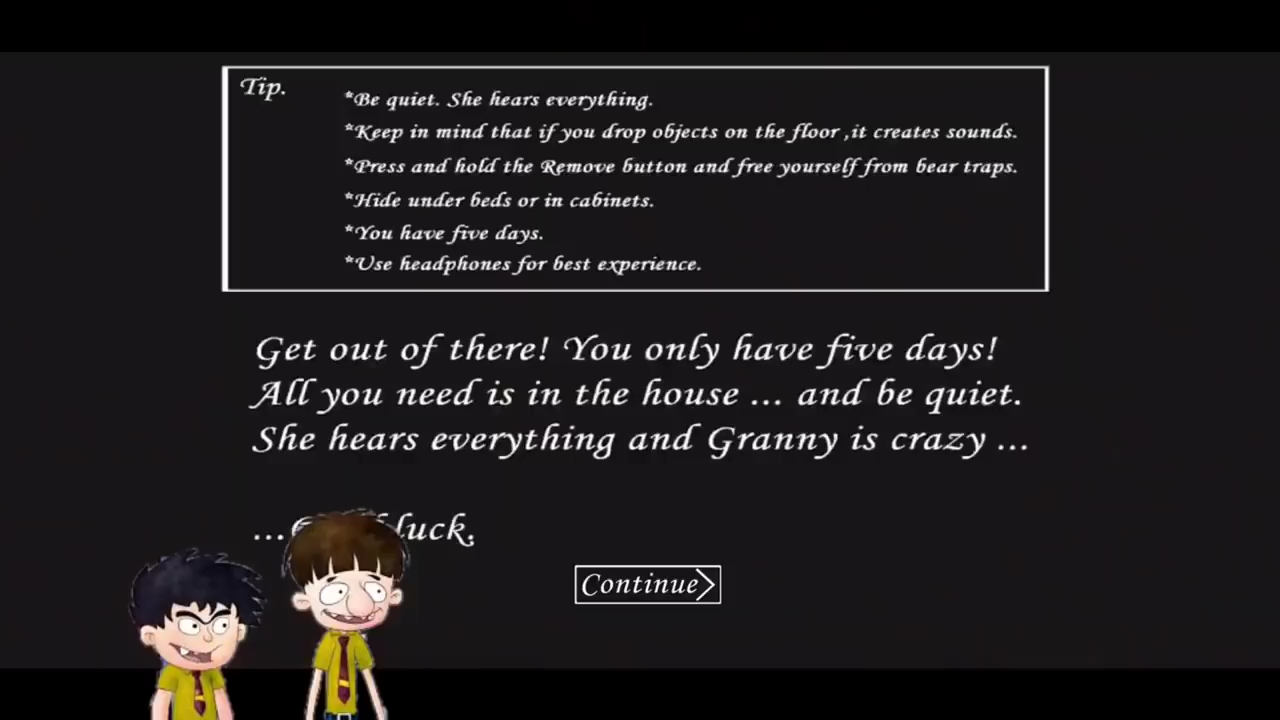 Tip.
*Be quiet. She hears everything.
*Keep in mind that if you drop objects on the floor ,it creates sounds.
*Press and hold the Remove button and free yourself from bear traps.
*Hide under beds or in cabinets.
*You have five days.
*Use headphones for best experience.
Get out of there! You only have five days!
All you need is in the house ... and be quiet.
She hears everything and Granny is crazy ...
... luck.
Continue>